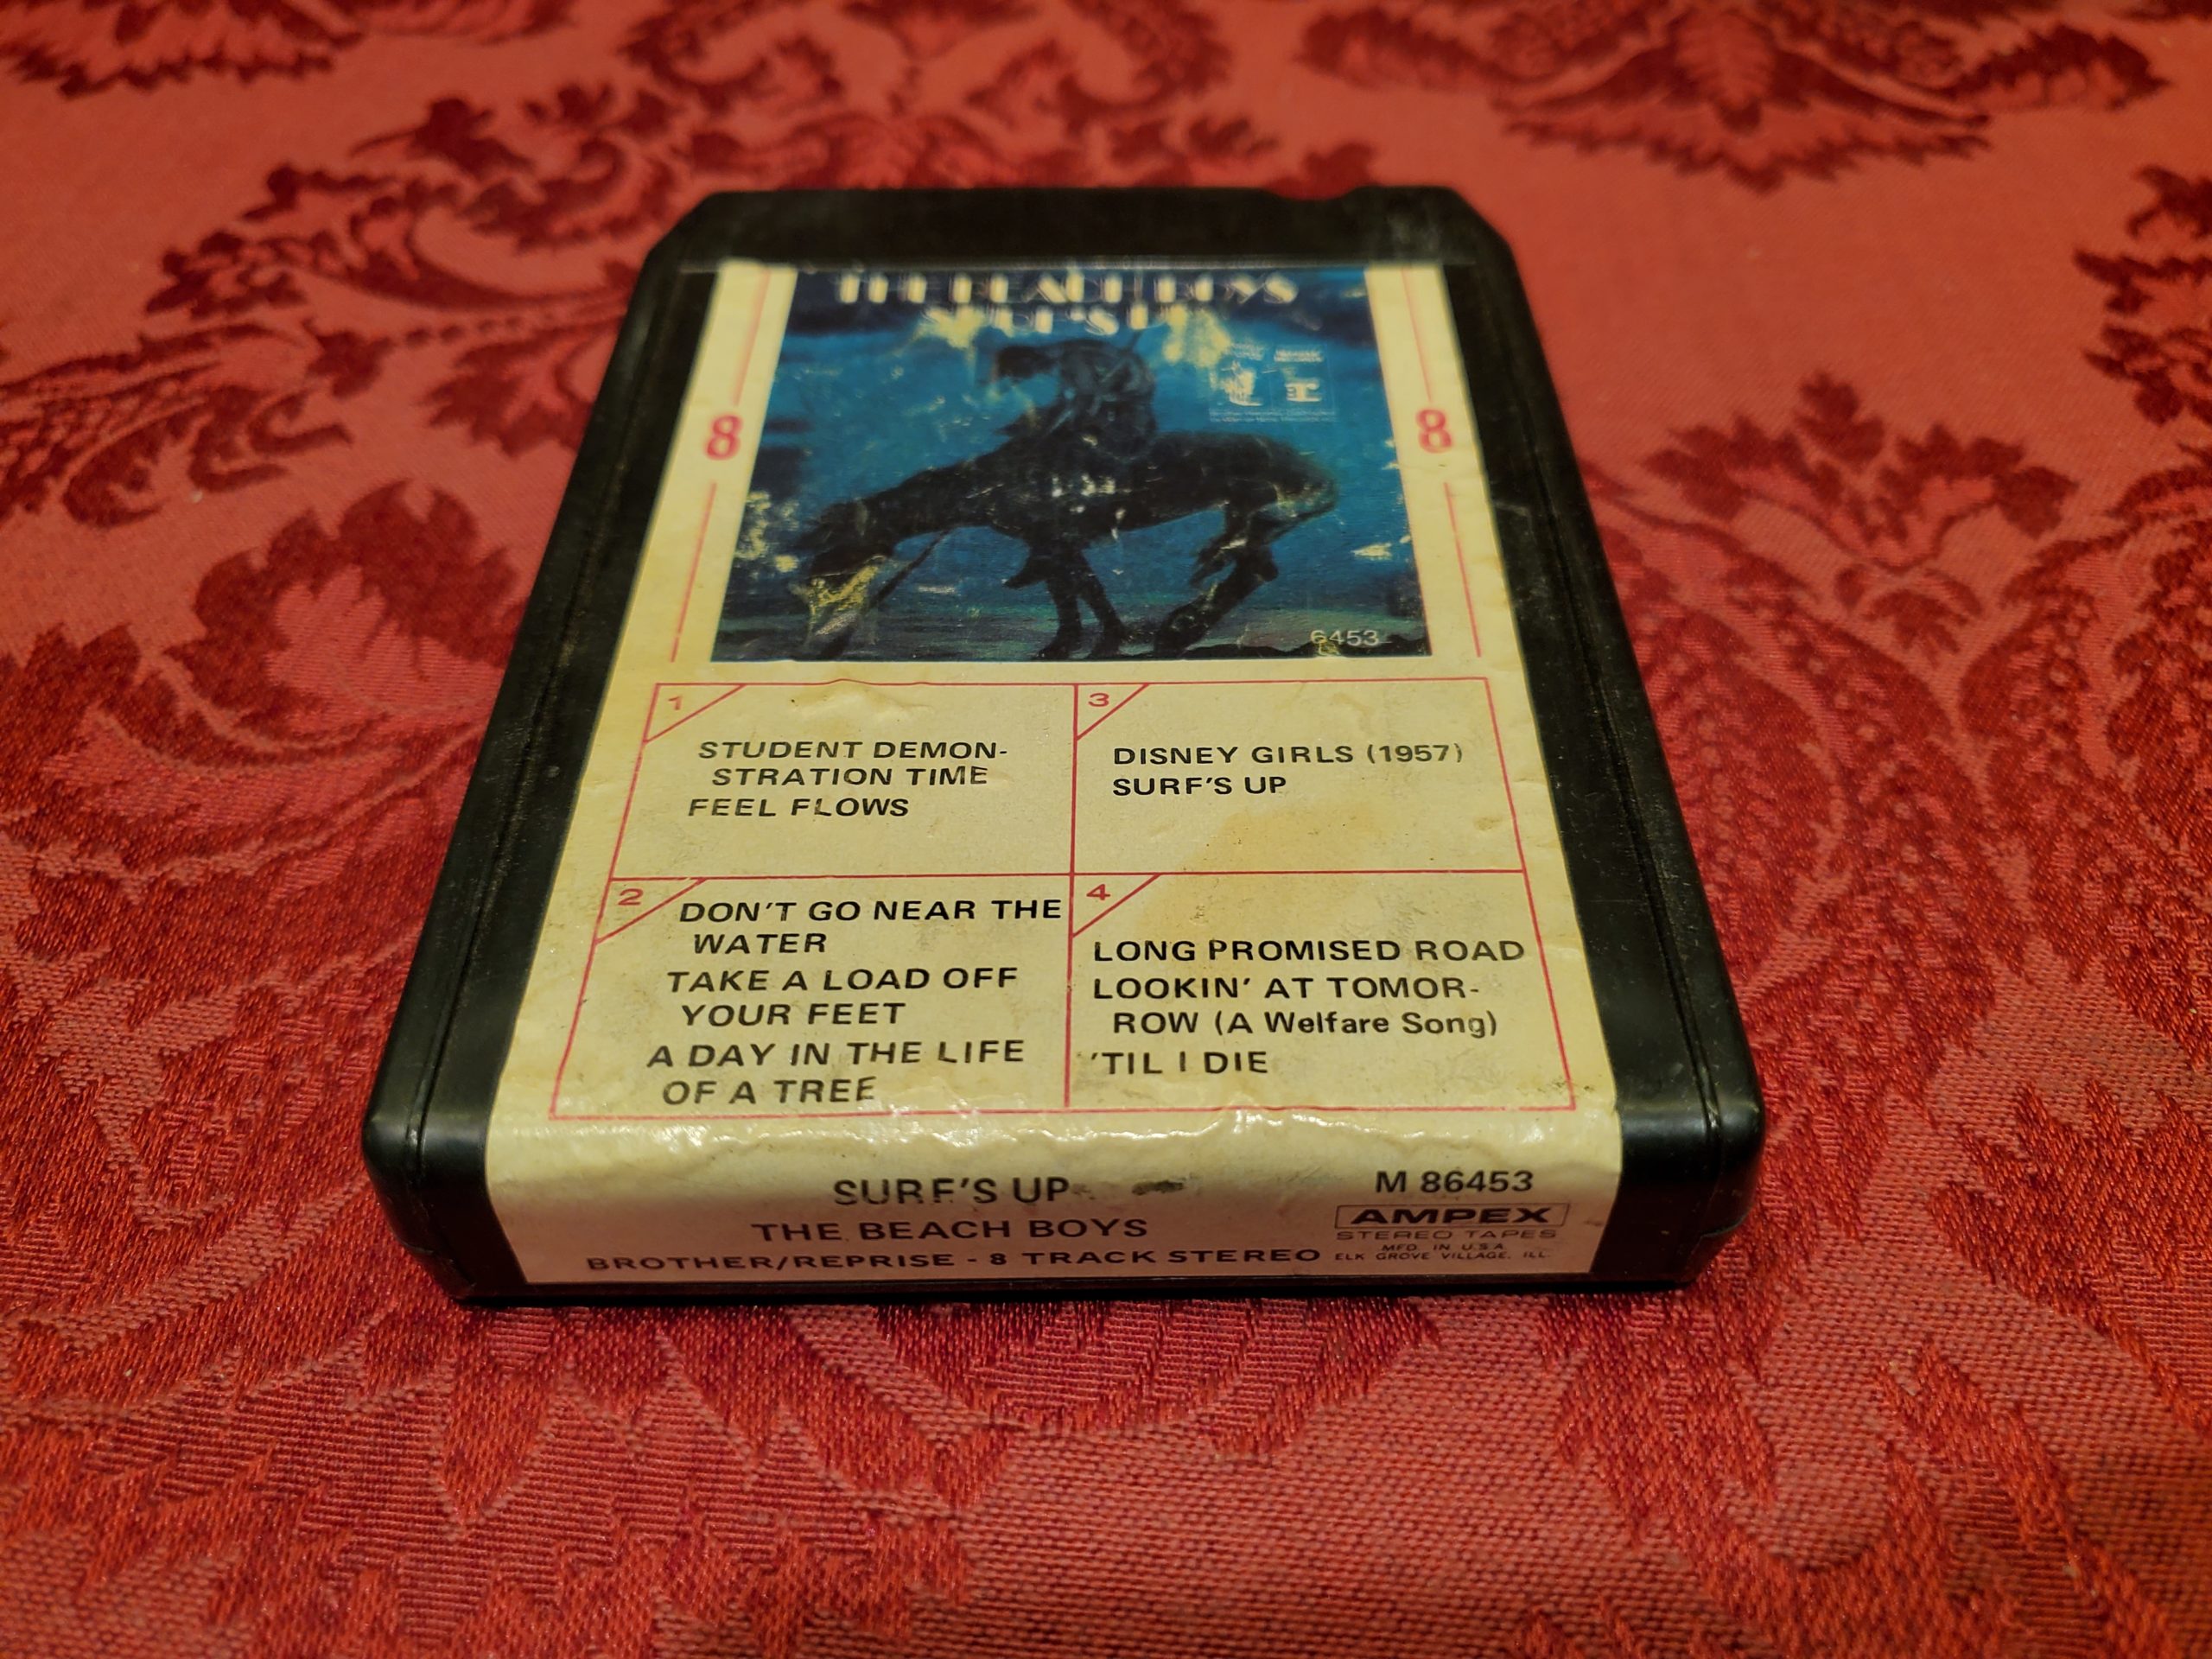 THE BEACH BOYS
SURF'S UP
8
8
6453
1
STUDENT DEMON-
STRATION TIME
FEEL FLOWS
2
DON'T GO NEAR THE
WATER
TAKE A LOAD OFF
YOUR FEET
A DAY IN THE LIFE
OF A TREE
3
DISNEY GIRLS (1957)
SURF'S UP
4
LONG PROMISED ROAD
LOOKIN' AT TOMOR-
ROW (A Welfare Song)
'TIL I DIE
SURF'S UP
THE BEACH BOYS
BROTHER/REPRISE - 8 TRACK STEREO
M 86453
AMPEX
STEREO TAPES
MFD. IN U.S.A.
ELK GROVE VILLAGE, ILL.